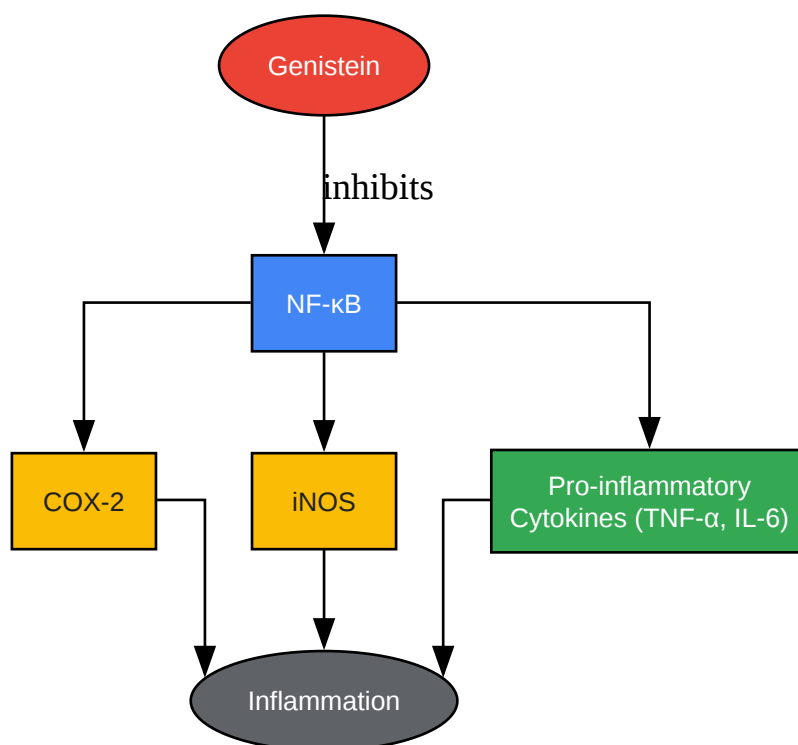 Genistein
inhibits
NF-κB
COX-2
iNOS
Pro-inflammatory
Cytokines (TNF-α, IL-6)
Inflammation